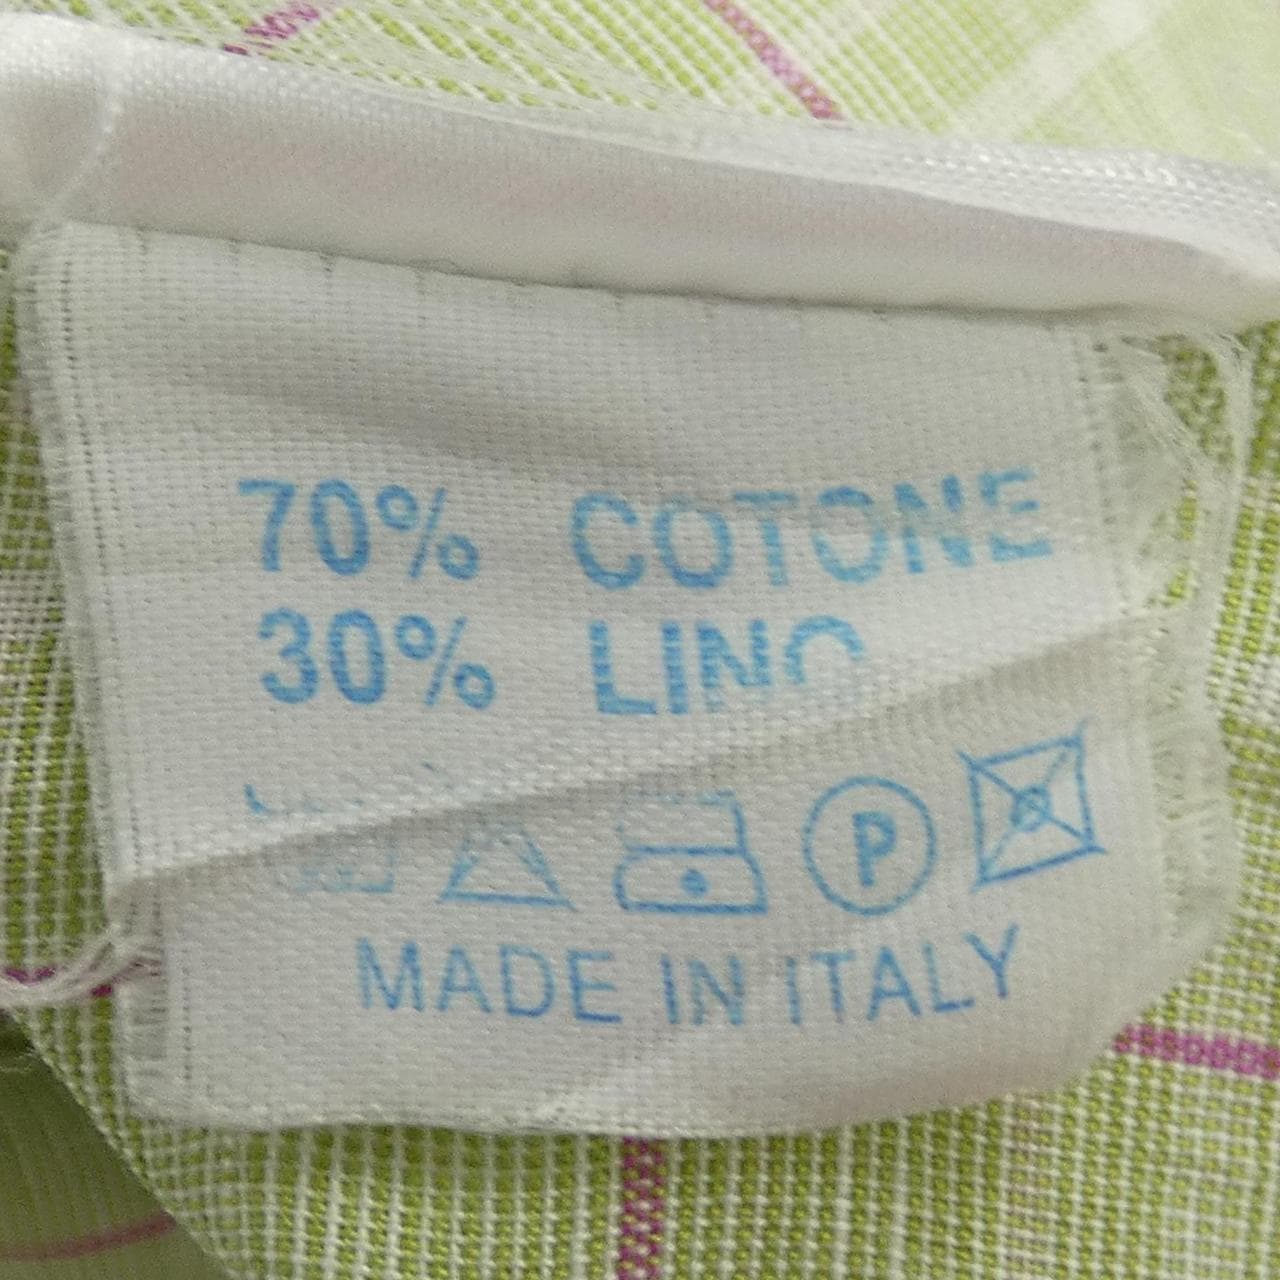 70% COTONE
30% LINO
P
MADE IN ITALY